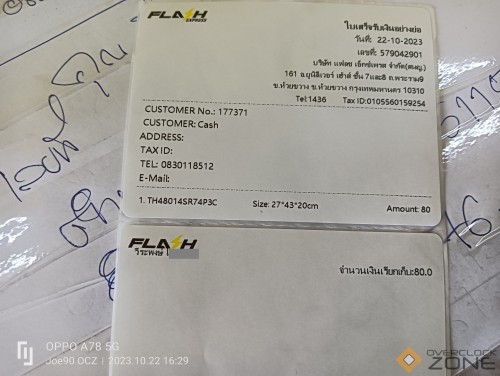 FLASH EXPRESS
ใบเสร็จรับเงินอย่างย่อ
วันที่: 22-10-2023
เลขที่: 579042901
บริษัท แฟลช เอ็กซ์เพรส จำกัด(สนญ.)
161 อ.ยูนิลีเวอร์ เฮ้าส์ ชั้น 7และ8 ถ.พระราม9
ข.ห้วยขวาง ข.ห้วยขวาง กรุงเทพมหานคร 10310
Tel:1436 Tax ID:0105560159254
CUSTOMER No.: 177371
CUSTOMER: Cash
ADDRESS:
TAX ID:
TEL: 0830118512
E-Mail:
1. TH48014SR74P3C Size: 27*43*20cm Amount: 80
FLASH
วีระพงษ์
จำนวนเงินเรียกเก็บ:80.0
OPPO A78 5G
Joe90 OCZ | 2023.10.22 16:29
OVERCLOCK ZONE